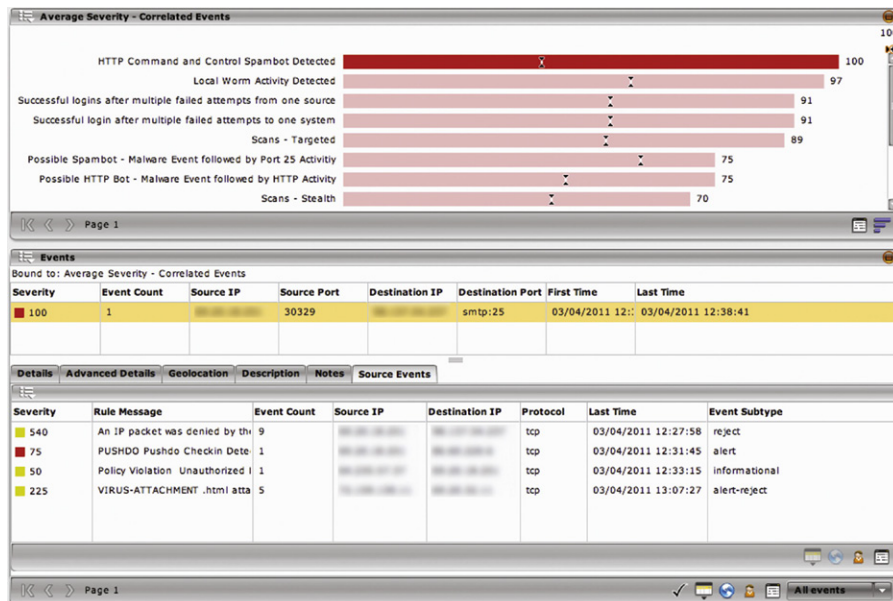 Average Severity - Correlated Events
100
HTTP Command and Control Spambot Detected 100
Local Worm Activity Detected 97
Successful logins after multiple failed attempts from one source 91
Successful login after multiple failed attempts to one system 91
Scans - Targeted 89
Possible Spambot - Malware Event followed by Port 25 Activitiy 75
Possible HTTP Bot - Malware Event followed by HTTP Activity 75
Scans - Stealth 70
Page 1
Events
Bound to: Average Severity - Correlated Events
Severity Event Count Source IP Source Port Destination IP Destination Port First Time Last Time
100 1 30329 smtp:25 03/04/2011 12: 03/04/2011 12:38:41
Details Advanced Details Geolocation Description Notes Source Events
Severity Rule Message Event Count Source IP Destination IP Protocol Last Time Event Subtype
540 An IP packet was denied by the 9 tcp 03/04/2011 12:27:58 reject
75 PUSHDO Pushdo Checkin Dete 1 tcp 03/04/2011 12:31:45 alert
50 Policy Violation Unauthorized 1 tcp 03/04/2011 12:33:15 informational
225 VIRUS-ATTACHMENT .html atta 5 tcp 03/04/2011 13:07:27 alert-reject
Page 1 All events